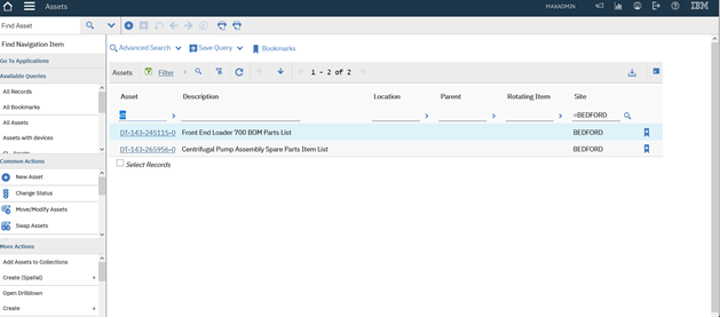 Assets
MAXADMIN
IBM
Find Asset
Find Navigation Item
Go To Applications
Available Queries
All Records
All Bookmarks
All Assets
Assets with devices
Common Actions
New Asset
Change Status
Move/Modify Assets
Swap Assets
More Actions
Add Assets to Collections
Create (Spatial)
Open Drilldown
Create
Advanced Search
Save Query
Bookmarks
Assets
Filter
1 - 2 of 2
Asset
Description
Location
Parent
Rotating Item
Site
=BEDFORD
DT-143-245115-0
Front End Loader 700 BOM Parts List
BEDFORD
DT-143-265956-0
Centrifugal Pump Assembly Spare Parts Item List
BEDFORD
Select Records